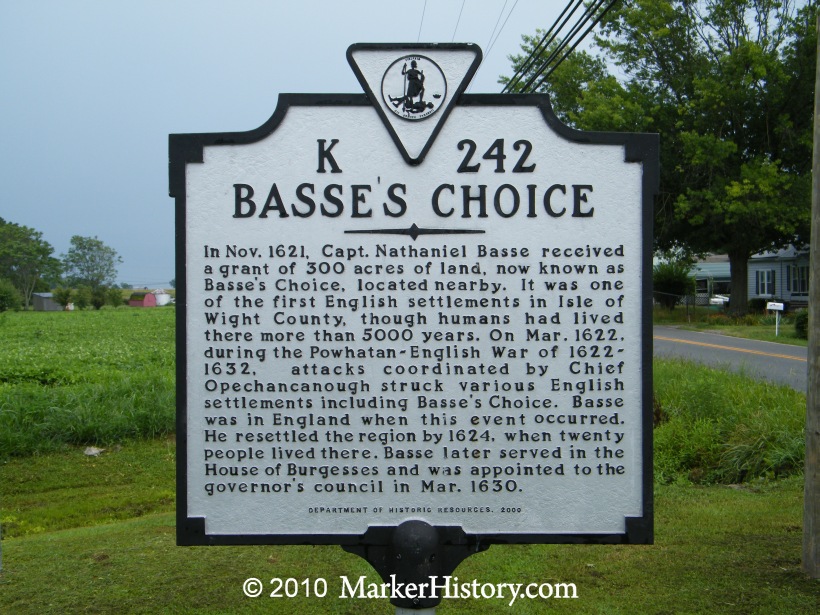 K 242
BASSE'S CHOICE
In Nov. 1621, Capt. Nathaniel Basse received
a grant of 300 acres of land, now known as
Basse's Choice, located nearby. It was one
of the first English settlements in Isle of
Wight County, though humans had lived
there more than 5000 years. On Mar. 1622,
during the Powhatan-English War of 1622-
1632, attacks coordinated by Chief
Opechancanough struck various English
settlements including Basse's Choice. Basse
was in England when this event occurred.
He resettled the region by 1624, when twenty
people lived there. Basse later served in the
House of Burgesses and was appointed to the
governor's council in Mar. 1630.
DEPARTMENT OF HISTORIC RESOURCES, 2000
© 2010 MarkerHistory.com